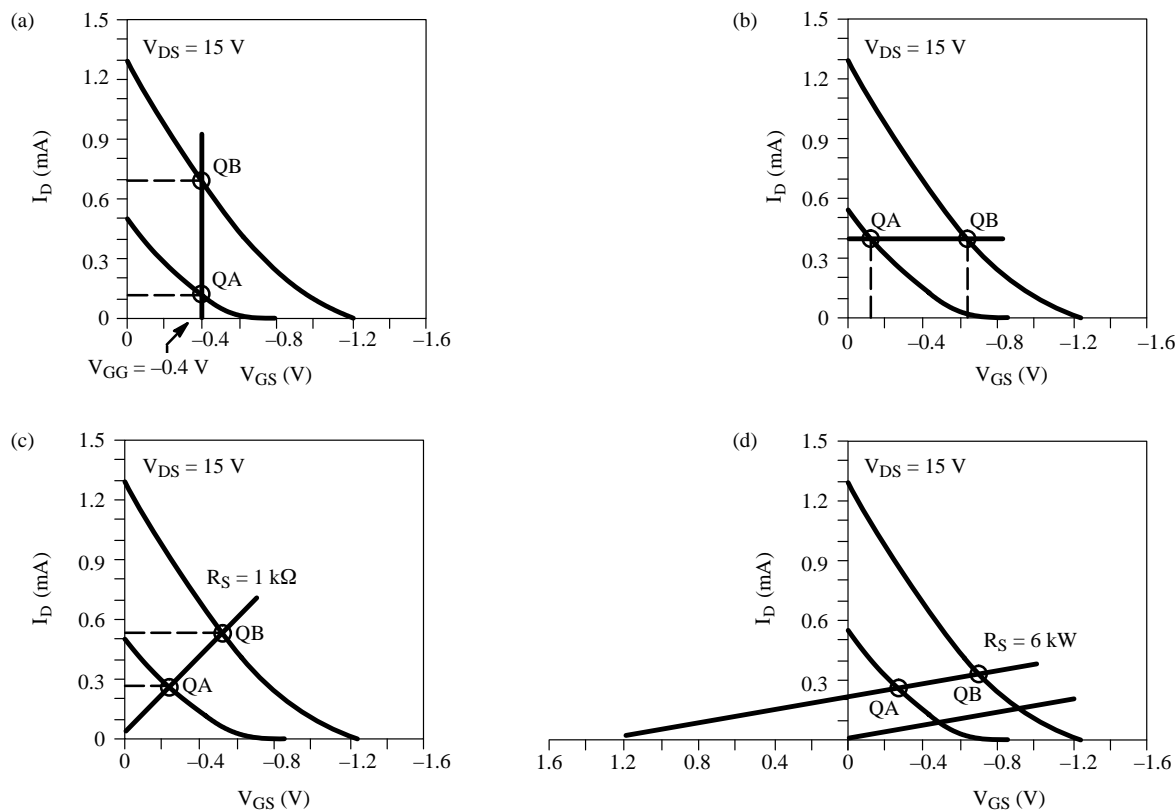 (a)
1.5
V_DS = 15 V
1.2
0.9
0.6
0.3
0
I_D (mA)
QB
QA
0
–0.4
–0.8
–1.2
–1.6
V_GG = –0.4 V
V_GS (V)
(b)
1.5
V_DS = 15 V
1.2
0.9
0.6
0.3
0
I_D (mA)
QA
QB
0
–0.4
–0.8
–1.2
–1.6
V_GS (V)
(c)
1.5
V_DS = 15 V
1.2
0.9
0.6
0.3
0
I_D (mA)
R_S = 1 kΩ
QB
QA
0
–0.4
–0.8
–1.2
–1.6
V_GS (V)
(d)
1.5
V_DS = 15 V
1.2
0.9
0.6
0.3
0
I_D (mA)
R_S = 6 kW
QA
QB
1.6
1.2
0.8
0.4
0
–0.4
–0.8
–1.2
–1.6
V_GS (V)